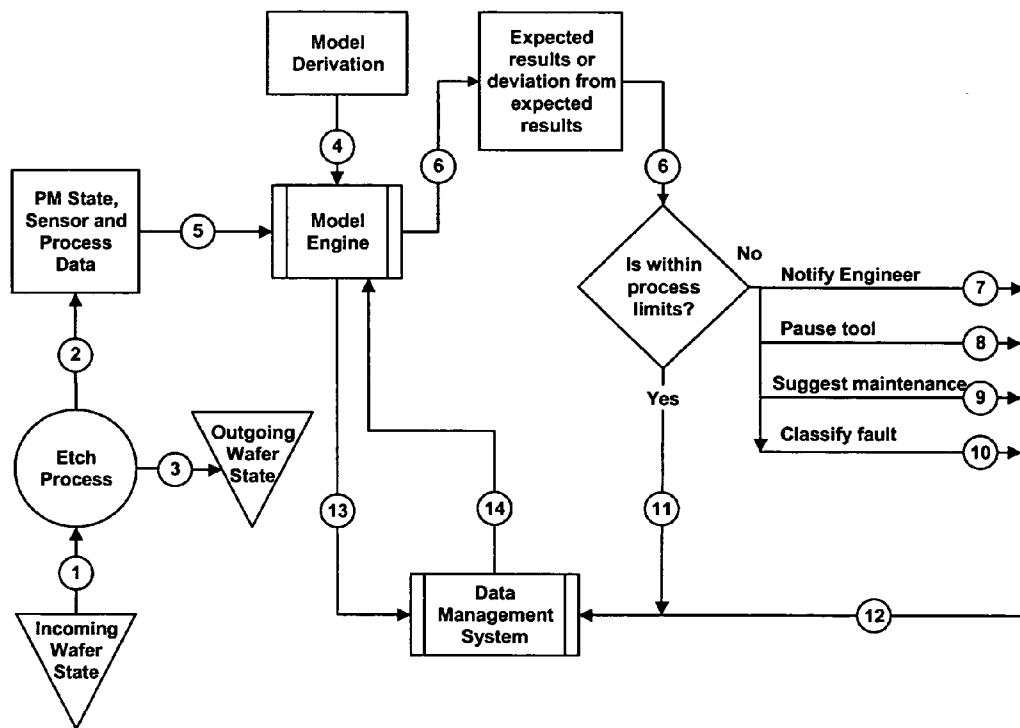 Model
Derivation
Expected
results or
deviation from
expected
results
4
6
6
PM State,
Sensor and
Process
Data
5
Model
Engine
Is within
process
limits?
No
Notify Engineer
7
Pause tool
8
Suggest maintenance
9
Classify fault
10
Yes
2
Etch
Process
3
Outgoing
Wafer
State
13
14
11
1
Incoming
Wafer
State
Data
Management
System
12